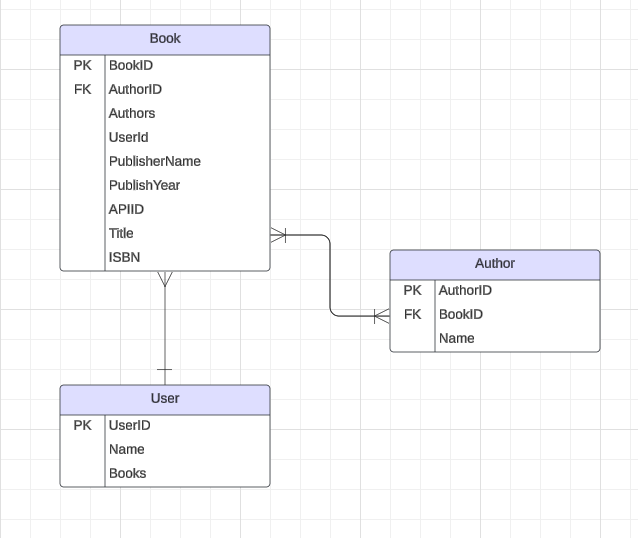 Book
PK BookID
FK AuthorID
Authors
UserId
PublisherName
PublishYear
APIID
Title
ISBN
Author
PK AuthorID
FK BookID
Name
User
PK UserID
Name
Books